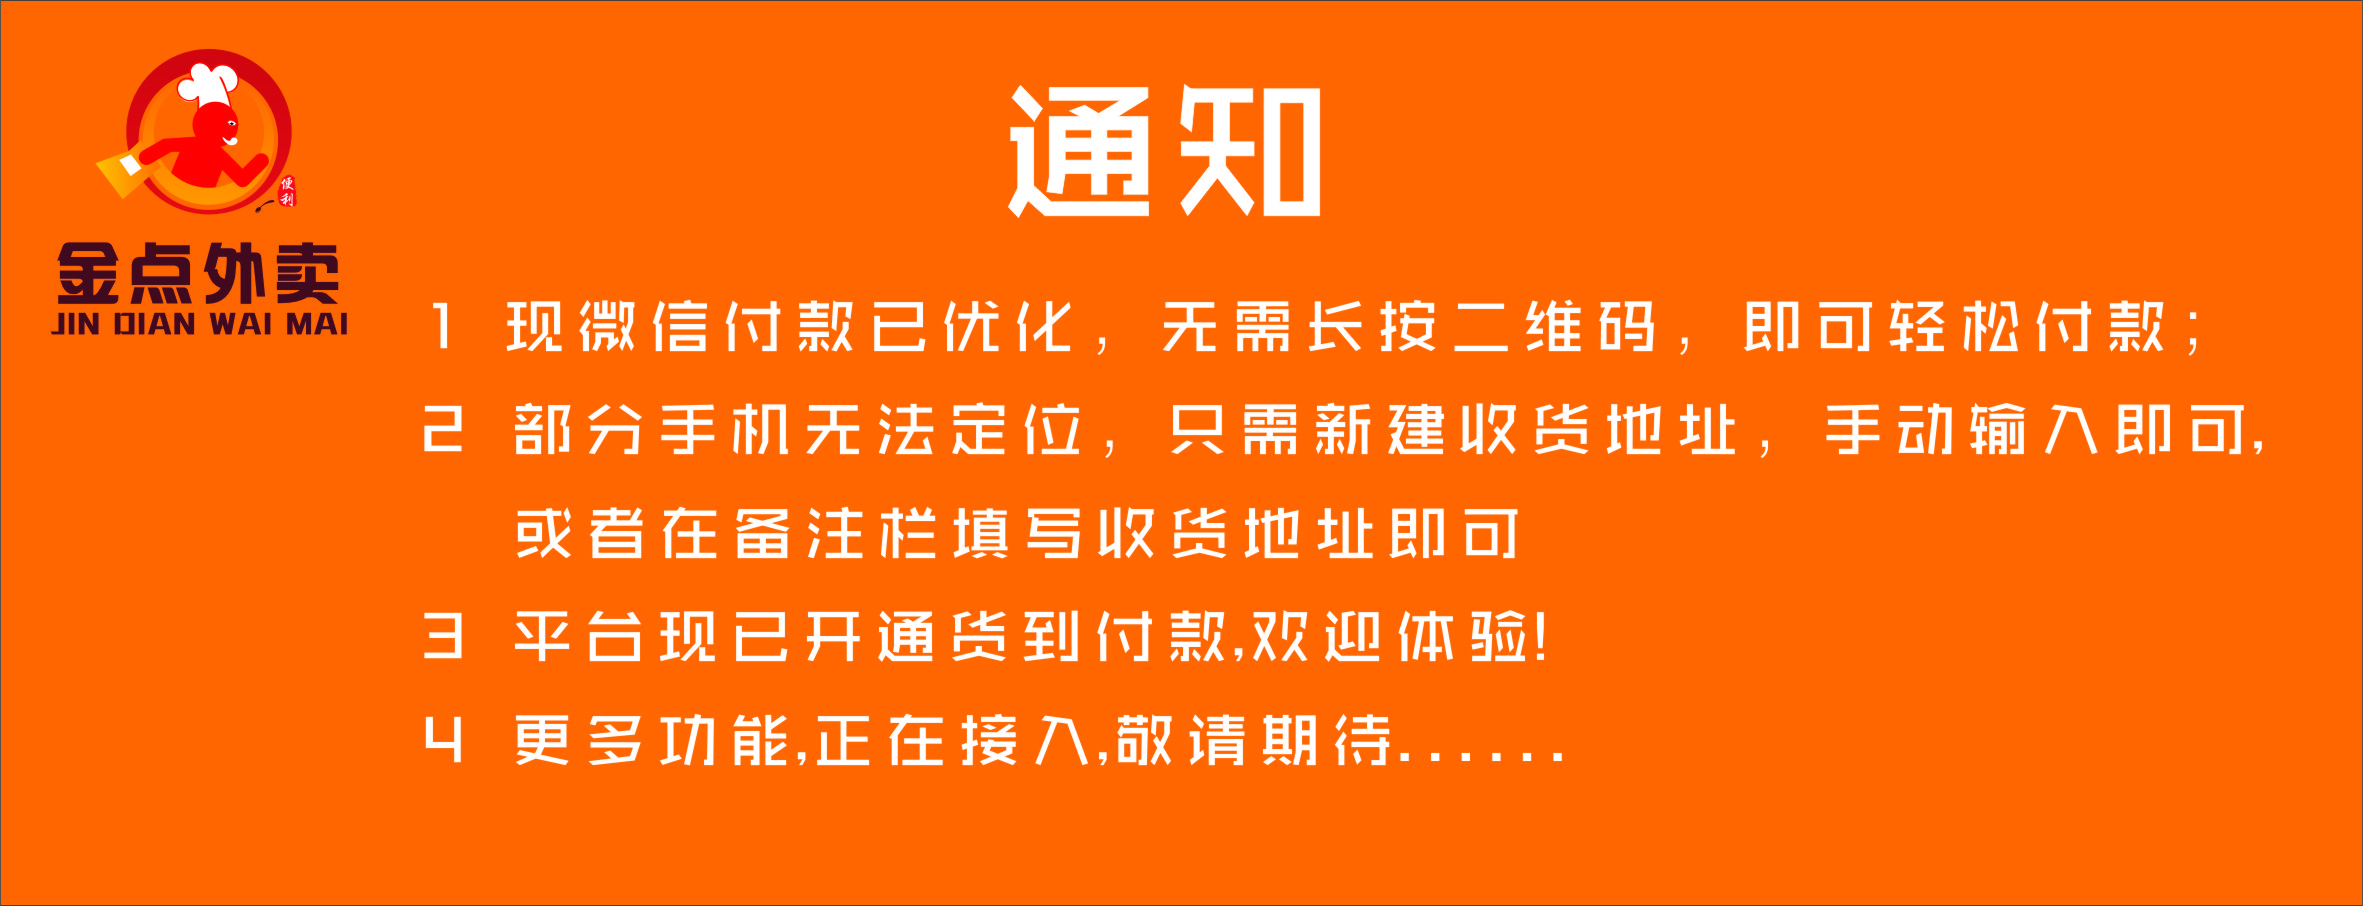 便利
金点外卖
JIN DIAN WAI MAI
通知
1 现微信付款已优化，无需长按二维码，即可轻松付款；
2 部分手机无法定位，只需新建收货地址，手动输入即可,
或者在备注栏填写收货地址即可
3 平台现已开通货到付款,欢迎体验!
4 更多功能,正在接入,敬请期待......